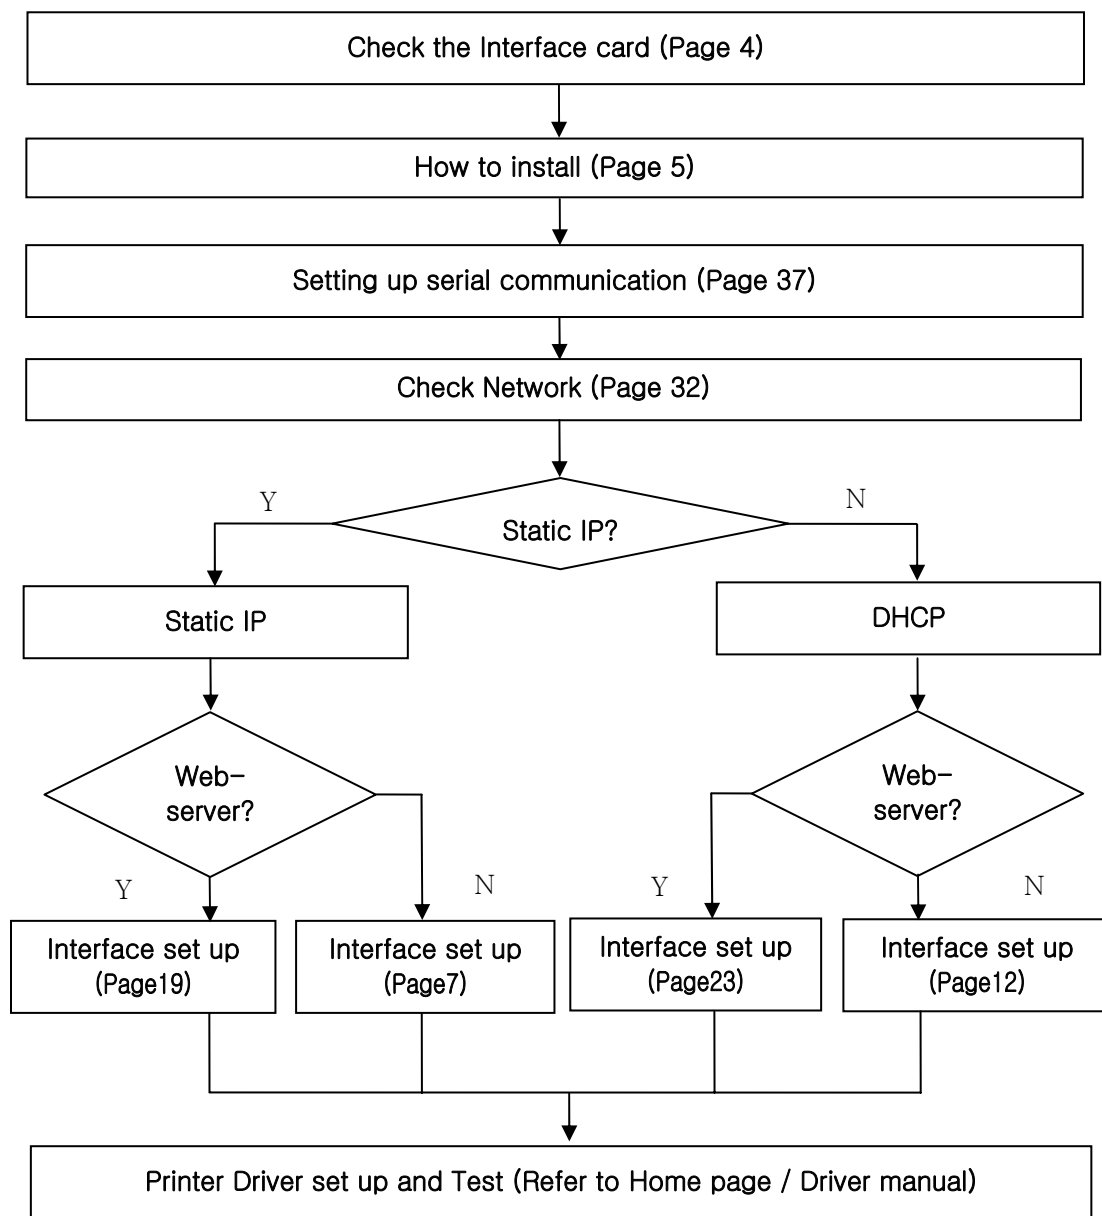 Check the Interface card (Page 4)
How to install (Page 5)
Setting up serial communication (Page 37)
Check Network (Page 32)
Y
N
Static IP?
Static IP
DHCP
Web-
server?
Web-
server?
Y
N
Y
N
Interface set up
(Page19)
Interface set up
(Page7)
Interface set up
(Page23)
Interface set up
(Page12)
Printer Driver set up and Test (Refer to Home page / Driver manual)